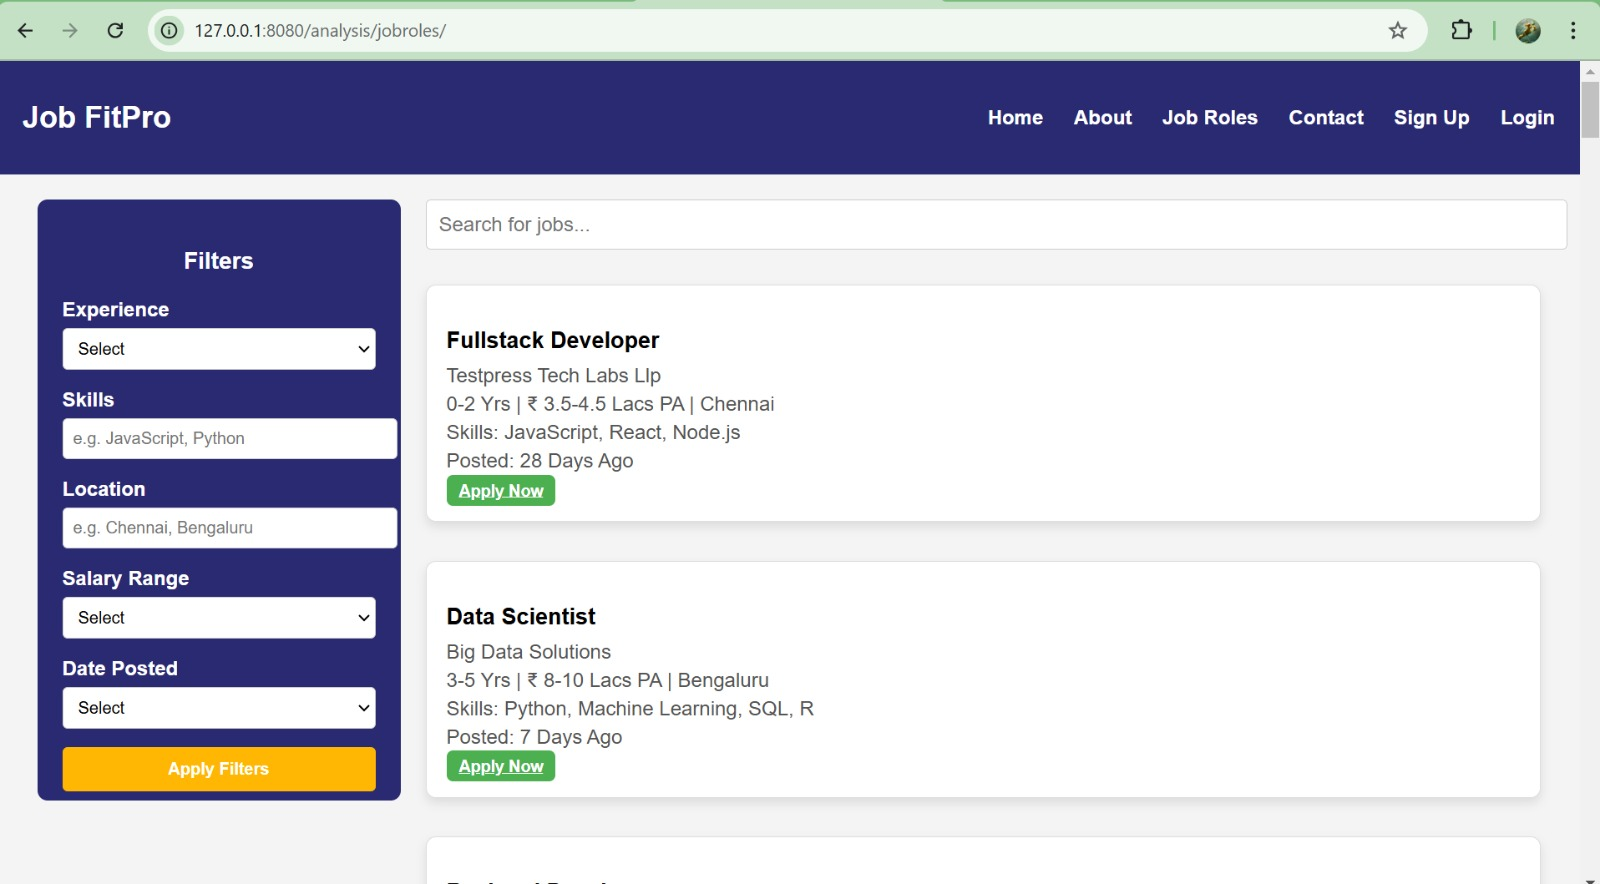 127.0.0.1:8080/analysis/jobroles/
Job FitPro
Home About Job Roles Contact Sign Up Login
Filters
Experience
Select
Skills
e.g. JavaScript, Python
Location
e.g. Chennai, Bengaluru
Salary Range
Select
Date Posted
Select
Apply Filters
Search for jobs...
Fullstack Developer
Testpress Tech Labs Llp
0-2 Yrs | ₹ 3.5-4.5 Lacs PA | Chennai
Skills: JavaScript, React, Node.js
Posted: 28 Days Ago
Apply Now
Data Scientist
Big Data Solutions
3-5 Yrs | ₹ 8-10 Lacs PA | Bengaluru
Skills: Python, Machine Learning, SQL, R
Posted: 7 Days Ago
Apply Now